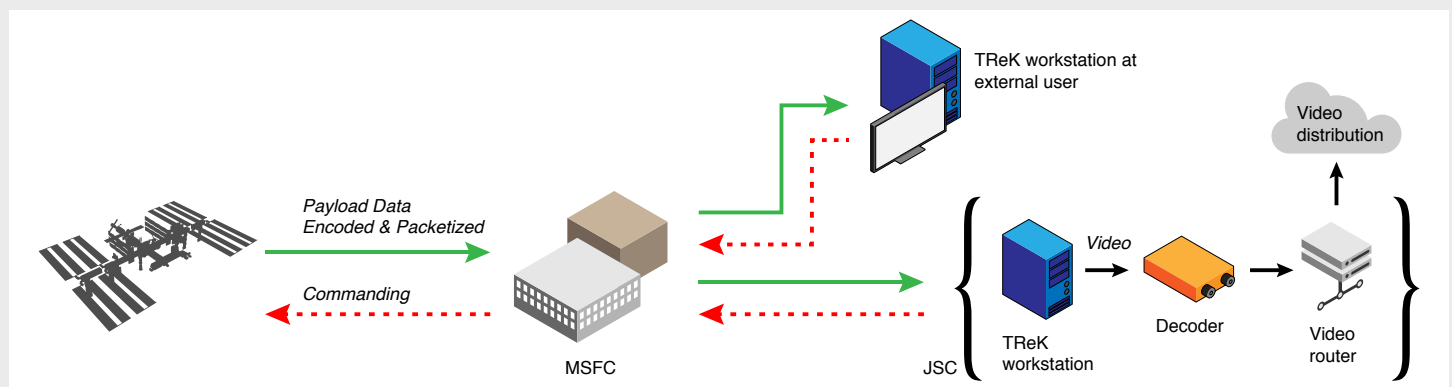 TReK workstation at
external user
Video
distribution
Payload Data
Encoded & Packetized
Commanding
MSFC
JSC
TReK
workstation
Video
Decoder
Video
router